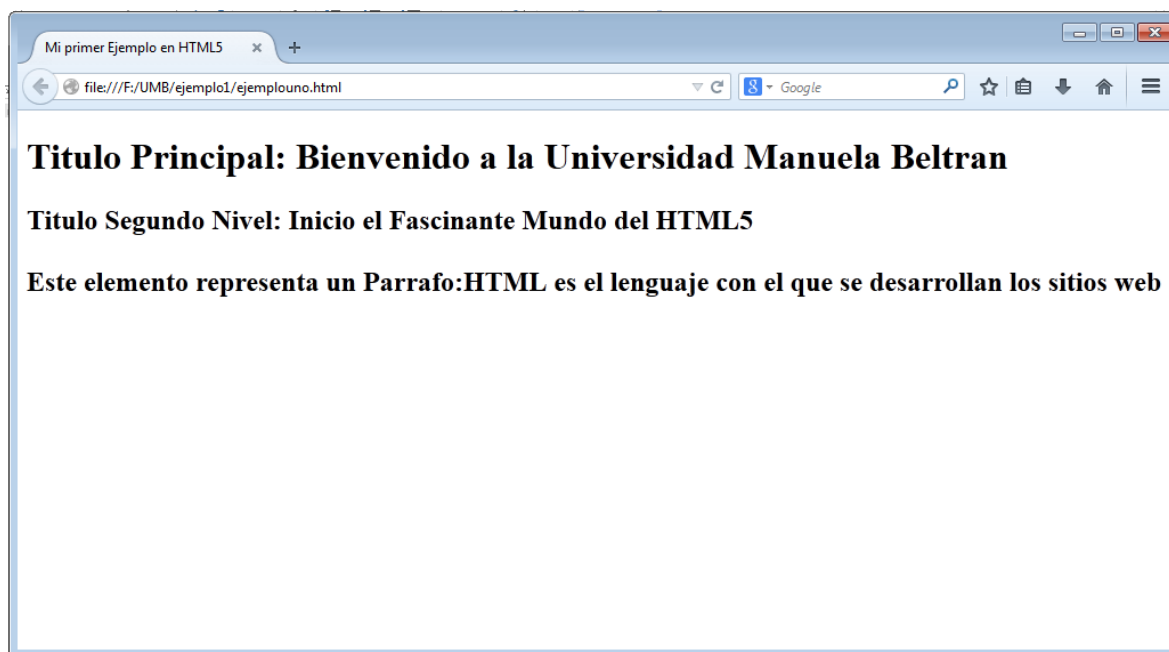 Mi primer Ejemplo en HTML5
file:///F:/UMB/ejemplo1/ejemplouno.html
Google
Titulo Principal: Bienvenido a la Universidad Manuela Beltran
Titulo Segundo Nivel: Inicio el Fascinante Mundo del HTML5
Este elemento representa un Parrafo:HTML es el lenguaje con el que se desarrollan los sitios web